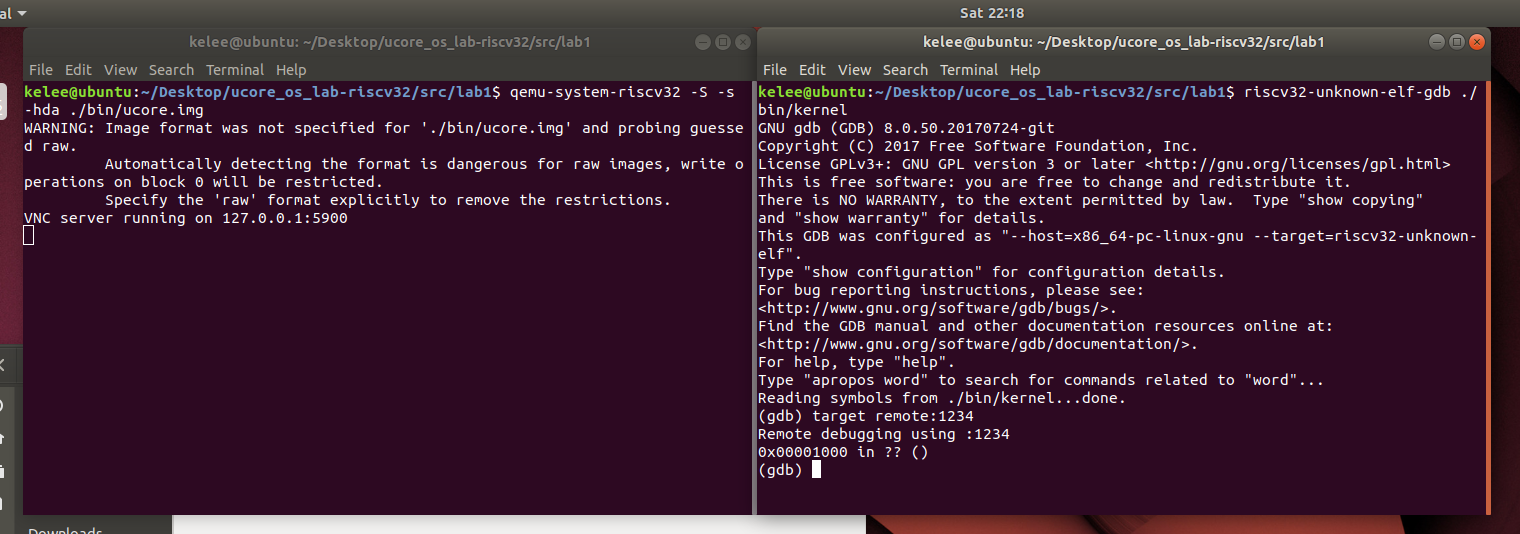 al
Sat 22:18
kelee@ubuntu: ~/Desktop/ucore_os_lab-riscv32/src/lab1
File Edit View Search Terminal Help
kelee@ubuntu:~/Desktop/ucore_os_lab-riscv32/src/lab1$ qemu-system-riscv32 -S -s
-hda ./bin/ucore.img
WARNING: Image format was not specified for './bin/ucore.img' and probing guesse
d raw.
         Automatically detecting the format is dangerous for raw images, write o
perations on block 0 will be restricted.
         Specify the 'raw' format explicitly to remove the restrictions.
VNC server running on 127.0.0.1:5900
kelee@ubuntu: ~/Desktop/ucore_os_lab-riscv32/src/lab1
File Edit View Search Terminal Help
kelee@ubuntu:~/Desktop/ucore_os_lab-riscv32/src/lab1$ riscv32-unknown-elf-gdb ./
bin/kernel
GNU gdb (GDB) 8.0.50.20170724-git
Copyright (C) 2017 Free Software Foundation, Inc.
License GPLv3+: GNU GPL version 3 or later <http://gnu.org/licenses/gpl.html>
This is free software: you are free to change and redistribute it.
There is NO WARRANTY, to the extent permitted by law.  Type "show copying"
and "show warranty" for details.
This GDB was configured as "--host=x86_64-pc-linux-gnu --target=riscv32-unknown-
elf".
Type "show configuration" for configuration details.
For bug reporting instructions, please see:
<http://www.gnu.org/software/gdb/bugs/>.
Find the GDB manual and other documentation resources online at:
<http://www.gnu.org/software/gdb/documentation/>.
For help, type "help".
Type "apropos word" to search for commands related to "word"...
Reading symbols from ./bin/kernel...done.
(gdb) target remote:1234
Remote debugging using :1234
0x00001000 in ?? ()
(gdb)
Downloads